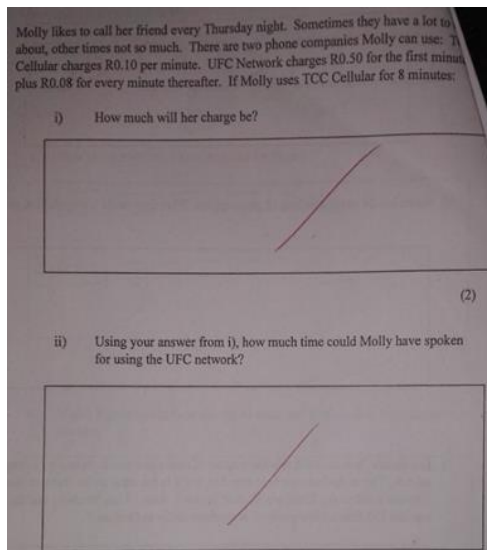 Molly likes to call her friend every Thursday night. Sometimes they have a lot to
about, other times not so much. There are two phone companies Molly can use:
Cellular charges R0.10 per minute. UFC Network charges R0.50 for the first
plus R0.08 for every minute thereafter. If Molly uses TCC Cellular for 8 minutes:
i) How much will her charge be?
(2)
ii) Using your answer from i), how much time could Molly have spoken
for using the UFC network?